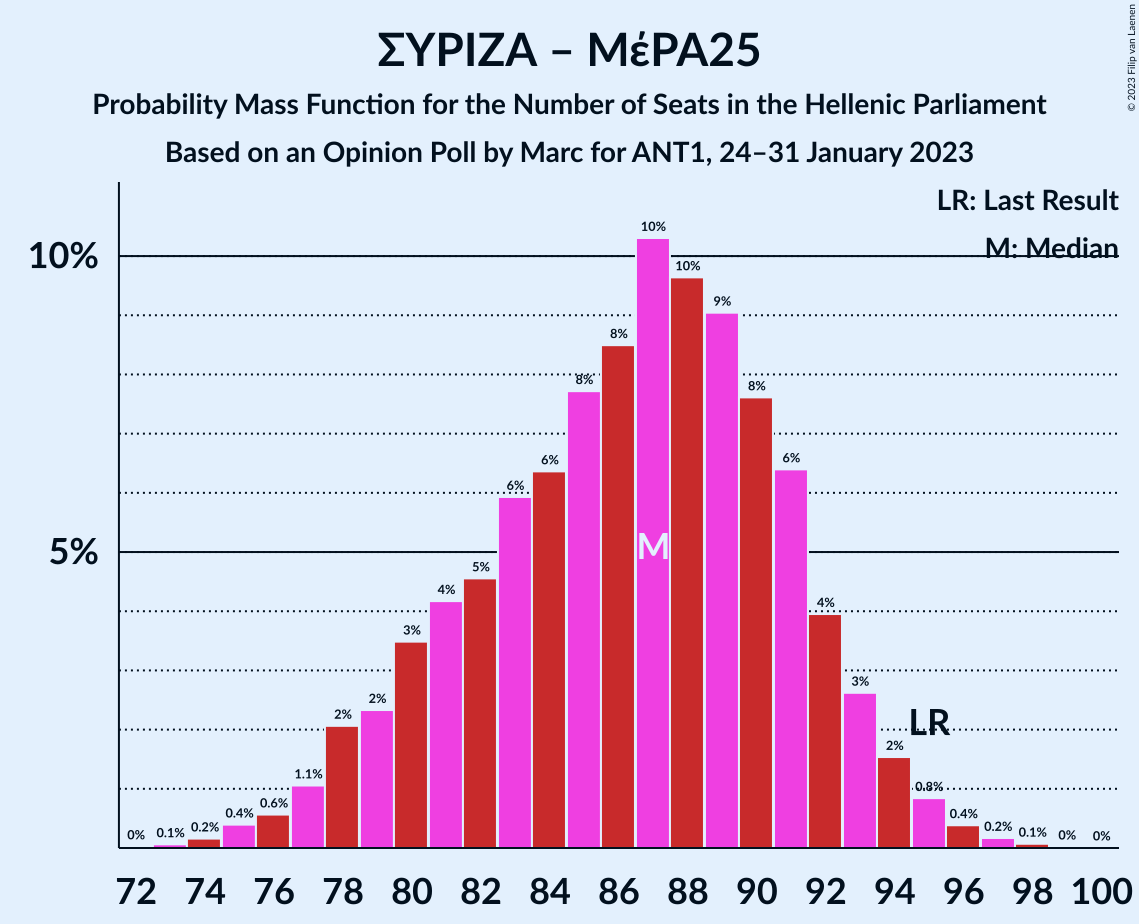 ΣΥΡΙΖΑ – ΜέΡΑ25
Probability Mass Function for the Number of Seats in the Hellenic Parliament
Based on an Opinion Poll by Marc for ANT1, 24–31 January 2023
© 2023 Filip van Laenen
LR: Last Result
M: Median
10%
5%
0% 0.1% 0.2% 0.4% 0.6% 1.1% 2% 2% 3% 4% 5% 6% 6% 8% 8% 10% 10% 9% 8% 6% 4% 3% 2% 0.8% 0.4% 0.2% 0.1% 0% 0%
M
LR
72 74 76 78 80 82 84 86 88 90 92 94 96 98 100